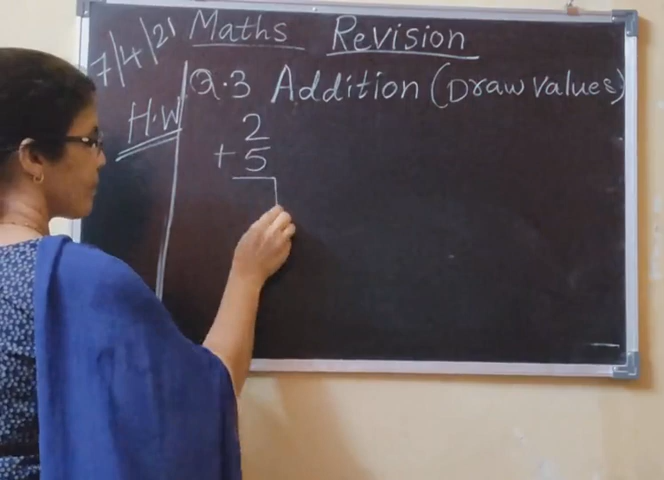 7/4/21 Maths Revision
H.W
Q.3 Addition (Draw values)
2
+ 5